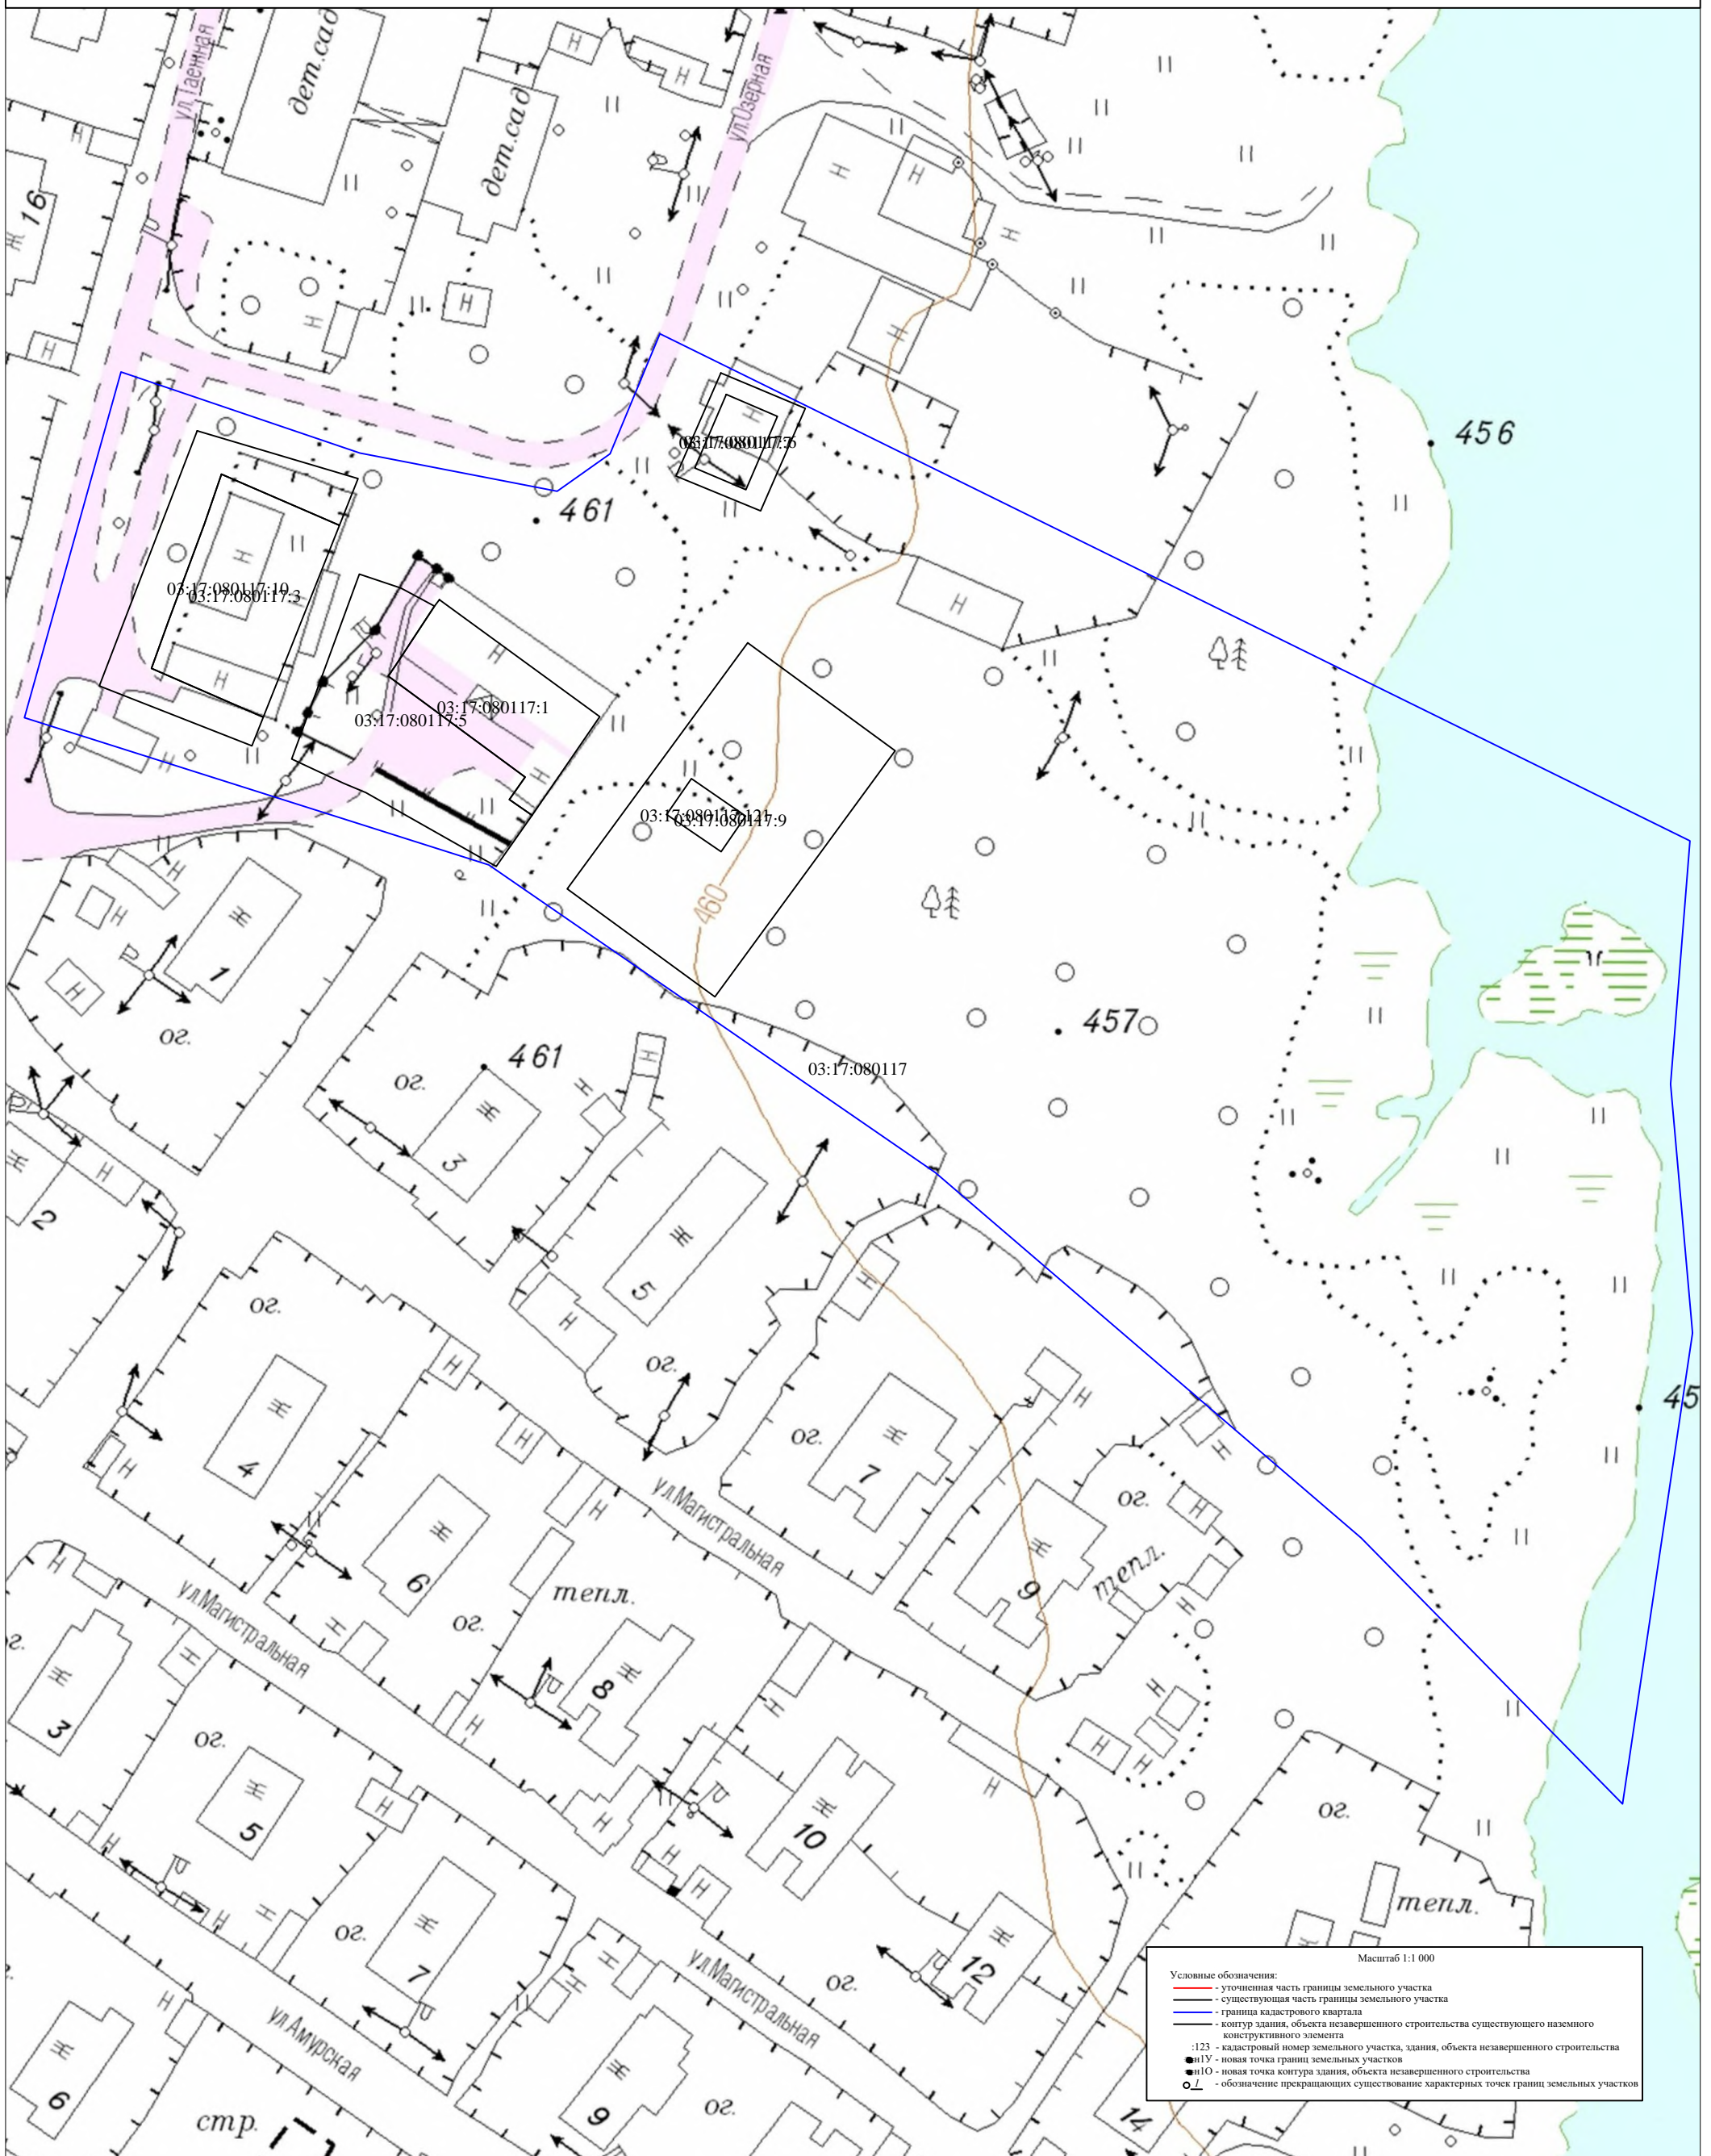 ул.Таежная
дет.сад
дет.сад
ул.Озерная
Н
Н
Н
16
Ж
Н
Н
Н
Н
Н
Н
Н
Н
Н
456
Н
461
03:17:080117:10
03:17:080117:3
Н
Н
Н
Н
03:17:080117:1
03:17:080117:5
Н
Н
03:17:080117:121
03:17:080117:9
460
Н
Н
Ж
1
Н
ог.
457
461
03:17:080117
ог.
Н
Н
Ж
3
Ж
Н
2
Ж
5
Н
Н
ог.
ог.
45
Ж
4
Н
Н
Н
ог.
Ж
7
Н
Н
ул.Магистральная
ог.
Н
Ж
9
тепл.
Н
Н
Ж
6
Н
тепл.
ог.
Н
ул.Магистральная
Н
Ж
3
Н
Ж
8
Н
Н
Н
Н
Н
ог.
Ж
5
Н
Н
Н
Ж
10
Н
Н
Н
ог.
тепл.
Н
Н
ог.
Ж
7
Н
Н
Ж
12
ог.
ул.Магистральная
Н
ул.Амурская
Ж
6
Ж
9
ог.
14
стр.
Масштаб 1:1 000
Условные обозначения:
- уточненная часть границы земельного участка
- существующая часть границы земельного участка
- граница кадастрового квартала
- контур здания, объекта незавершенного строительства существующего наземного
конструктивного элемента
:123 - кадастровый номер земельного участка, здания, объекта незавершенного строительства
н1У - новая точка границ земельных участков
н1О - новая точка контура здания, объекта незавершенного строительства
1 - обозначение прекращающих существование характерных точек границ земельных участков